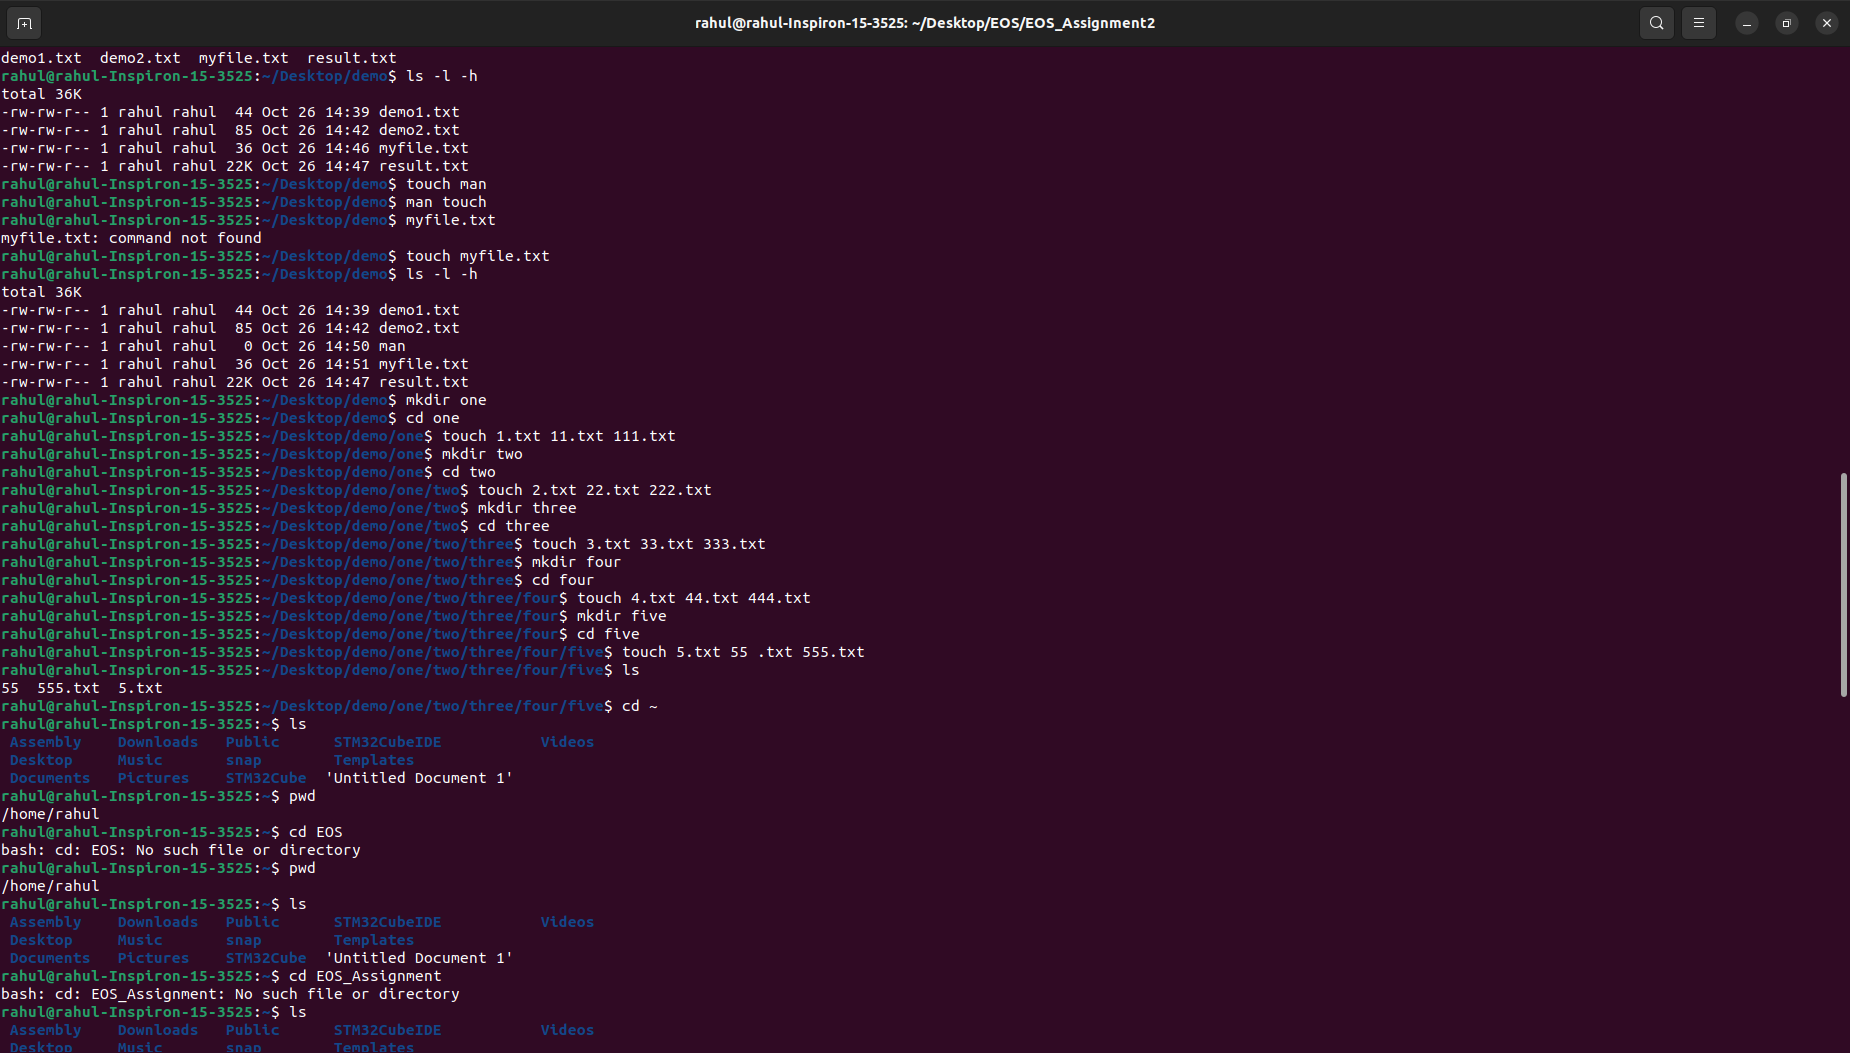 rahul@rahul-Inspiron-15-3525: ~/Desktop/EOS/EOS_Assignment2
demo1.txt  demo2.txt  myfile.txt  result.txt
rahul@rahul-Inspiron-15-3525:~/Desktop/demo$ ls -l -h
total 36K
-rw-rw-r-- 1 rahul rahul  44 Oct 26 14:39 demo1.txt
-rw-rw-r-- 1 rahul rahul  85 Oct 26 14:42 demo2.txt
-rw-rw-r-- 1 rahul rahul  36 Oct 26 14:46 myfile.txt
-rw-rw-r-- 1 rahul rahul 22K Oct 26 14:47 result.txt
rahul@rahul-Inspiron-15-3525:~/Desktop/demo$ touch man
rahul@rahul-Inspiron-15-3525:~/Desktop/demo$ man touch
rahul@rahul-Inspiron-15-3525:~/Desktop/demo$ myfile.txt
myfile.txt: command not found
rahul@rahul-Inspiron-15-3525:~/Desktop/demo$ touch myfile.txt
rahul@rahul-Inspiron-15-3525:~/Desktop/demo$ ls -l -h
total 36K
-rw-rw-r-- 1 rahul rahul  44 Oct 26 14:39 demo1.txt
-rw-rw-r-- 1 rahul rahul  85 Oct 26 14:42 demo2.txt
-rw-rw-r-- 1 rahul rahul   0 Oct 26 14:50 man
-rw-rw-r-- 1 rahul rahul  36 Oct 26 14:51 myfile.txt
-rw-rw-r-- 1 rahul rahul 22K Oct 26 14:47 result.txt
rahul@rahul-Inspiron-15-3525:~/Desktop/demo$ mkdir one
rahul@rahul-Inspiron-15-3525:~/Desktop/demo$ cd one
rahul@rahul-Inspiron-15-3525:~/Desktop/demo/one$ touch 1.txt 11.txt 111.txt
rahul@rahul-Inspiron-15-3525:~/Desktop/demo/one$ mkdir two
rahul@rahul-Inspiron-15-3525:~/Desktop/demo/one$ cd two
rahul@rahul-Inspiron-15-3525:~/Desktop/demo/one/two$ touch 2.txt 22.txt 222.txt
rahul@rahul-Inspiron-15-3525:~/Desktop/demo/one/two$ mkdir three
rahul@rahul-Inspiron-15-3525:~/Desktop/demo/one/two$ cd three
rahul@rahul-Inspiron-15-3525:~/Desktop/demo/one/two/three$ touch 3.txt 33.txt 333.txt
rahul@rahul-Inspiron-15-3525:~/Desktop/demo/one/two/three$ mkdir four
rahul@rahul-Inspiron-15-3525:~/Desktop/demo/one/two/three$ cd four
rahul@rahul-Inspiron-15-3525:~/Desktop/demo/one/two/three/four$ touch 4.txt 44.txt 444.txt
rahul@rahul-Inspiron-15-3525:~/Desktop/demo/one/two/three/four$ mkdir five
rahul@rahul-Inspiron-15-3525:~/Desktop/demo/one/two/three/four$ cd five
rahul@rahul-Inspiron-15-3525:~/Desktop/demo/one/two/three/four/five$ touch 5.txt 55 .txt 555.txt
rahul@rahul-Inspiron-15-3525:~/Desktop/demo/one/two/three/four/five$ ls
55  555.txt  5.txt
rahul@rahul-Inspiron-15-3525:~/Desktop/demo/one/two/three/four/five$ cd ~
rahul@rahul-Inspiron-15-3525:~$ ls
Assembly    Downloads   Public      STM32CubeIDE           Videos
Desktop     Music       snap        Templates
Documents   Pictures    STM32Cube  'Untitled Document 1'
rahul@rahul-Inspiron-15-3525:~$ pwd
/home/rahul
rahul@rahul-Inspiron-15-3525:~$ cd EOS
bash: cd: EOS: No such file or directory
rahul@rahul-Inspiron-15-3525:~$ pwd
/home/rahul
rahul@rahul-Inspiron-15-3525:~$ ls
Assembly    Downloads   Public      STM32CubeIDE           Videos
Desktop     Music       snap        Templates
Documents   Pictures    STM32Cube  'Untitled Document 1'
rahul@rahul-Inspiron-15-3525:~$ cd EOS_Assignment
bash: cd: EOS_Assignment: No such file or directory
rahul@rahul-Inspiron-15-3525:~$ ls
Assembly    Downloads   Public      STM32CubeIDE           Videos
Desktop     Music       snap        Templates